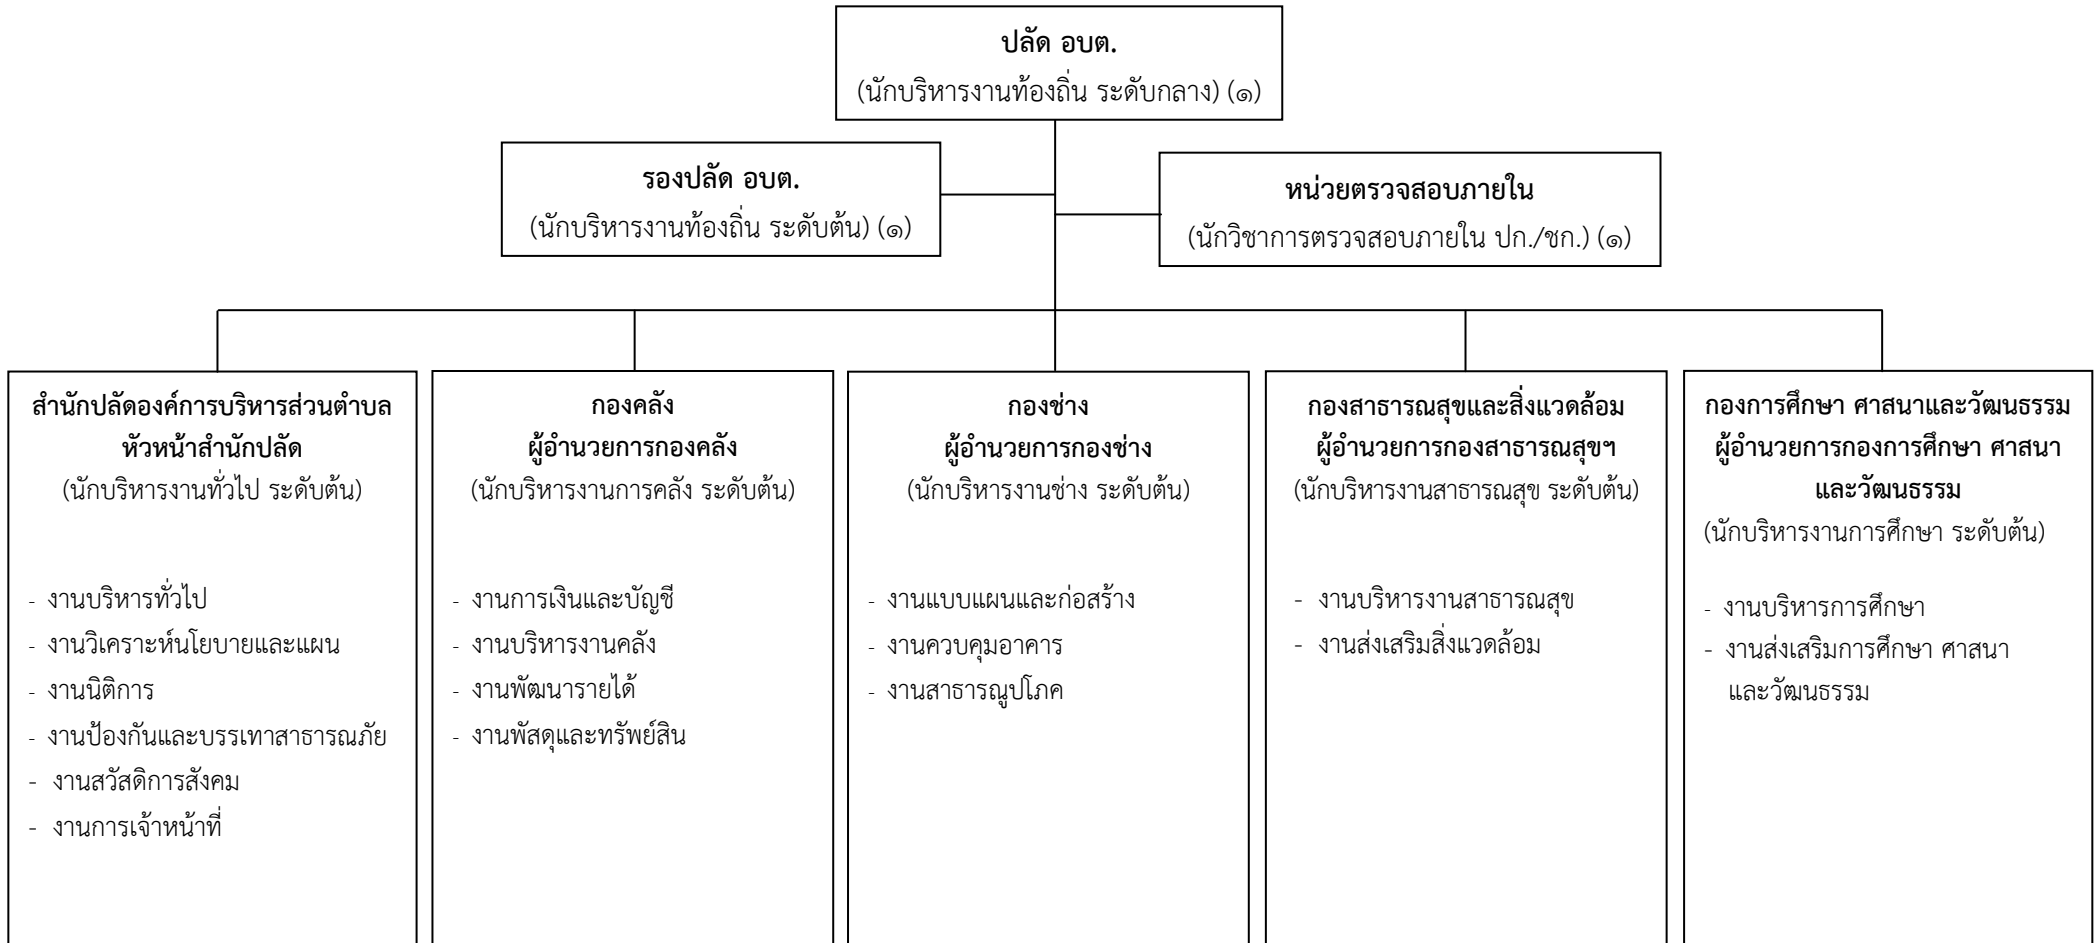 ปลัด อบต.
(นักบริหารงานท้องถิ่น ระดับกลาง) (๑)
รองปลัด อบต.
(นักบริหารงานท้องถิ่น ระดับต้น) (๑)
หน่วยตรวจสอบภายใน
(นักวิชาการตรวจสอบภายใน ปก./ชก.) (๑)
สำนักปลัดองค์การบริหารส่วนตำบล
หัวหน้าสำนักปลัด
(นักบริหารงานทั่วไป ระดับต้น)
- งานบริหารทั่วไป
- งานวิเคราะห์นโยบายและแผน
- งานนิติการ
- งานป้องกันและบรรเทาสาธารณภัย
- งานสวัสดิการสังคม
- งานการเจ้าหน้าที่
กองคลัง
ผู้อำนวยการกองคลัง
(นักบริหารงานการคลัง ระดับต้น)
- งานการเงินและบัญชี
- งานบริหารงานคลัง
- งานพัฒนารายได้
- งานพัสดุและทรัพย์สิน
กองช่าง
ผู้อำนวยการกองช่าง
(นักบริหารงานช่าง ระดับต้น)
- งานแบบแผนและก่อสร้าง
- งานควบคุมอาคาร
- งานสาธารณูปโภค
กองสาธารณสุขและสิ่งแวดล้อม
ผู้อำนวยการกองสาธารณสุขฯ
(นักบริหารงานสาธารณสุข ระดับต้น)
- งานบริหารงานสาธารณสุข
- งานส่งเสริมสิ่งแวดล้อม
กองการศึกษา ศาสนาและวัฒนธรรม
ผู้อำนวยการกองการศึกษา ศาสนา
และวัฒนธรรม
(นักบริหารงานการศึกษา ระดับต้น)
- งานบริหารการศึกษา
- งานส่งเสริมการศึกษา ศาสนา
และวัฒนธรรม